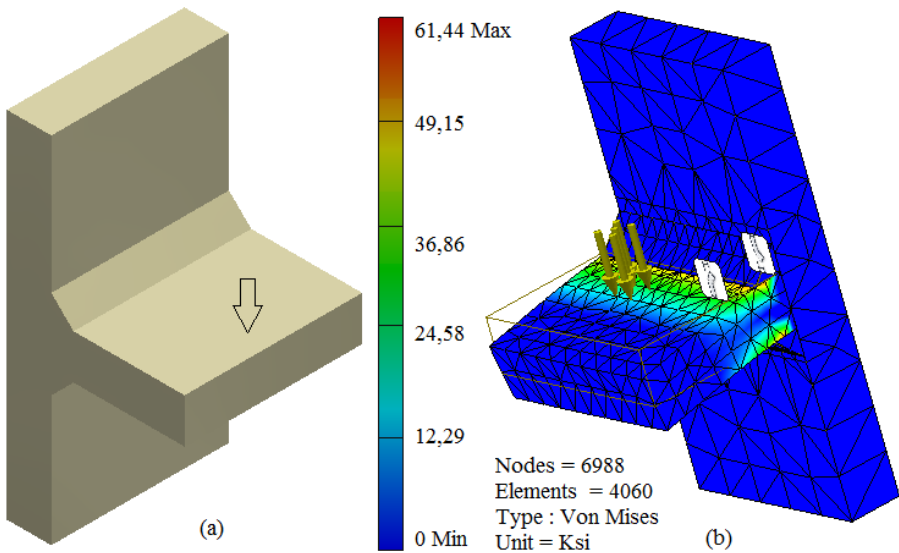 61,44 Max
49,15
36,86
24,58
12,29
0 Min
(a)
Nodes = 6988
Elements = 4060
Type : Von Mises
Unit = Ksi
(b)